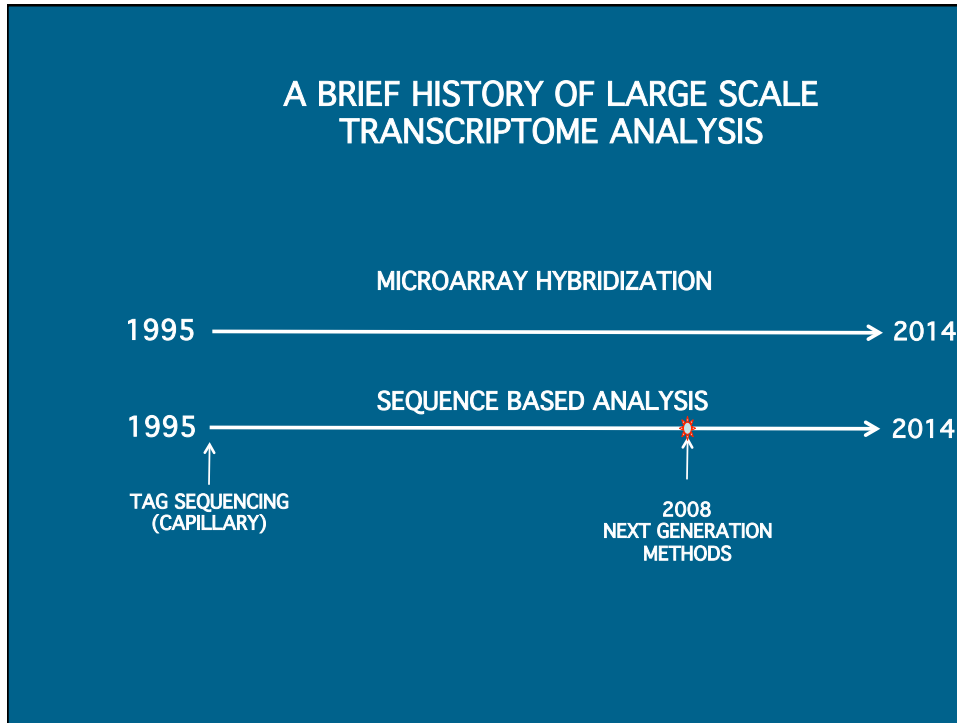 A BRIEF HISTORY OF LARGE SCALE
TRANSCRIPTOME ANALYSIS
MICROARRAY HYBRIDIZATION
1995
2014
SEQUENCE BASED ANALYSIS
1995
2014
TAG SEQUENCING
(CAPILLARY)
2008
NEXT GENERATION
METHODS